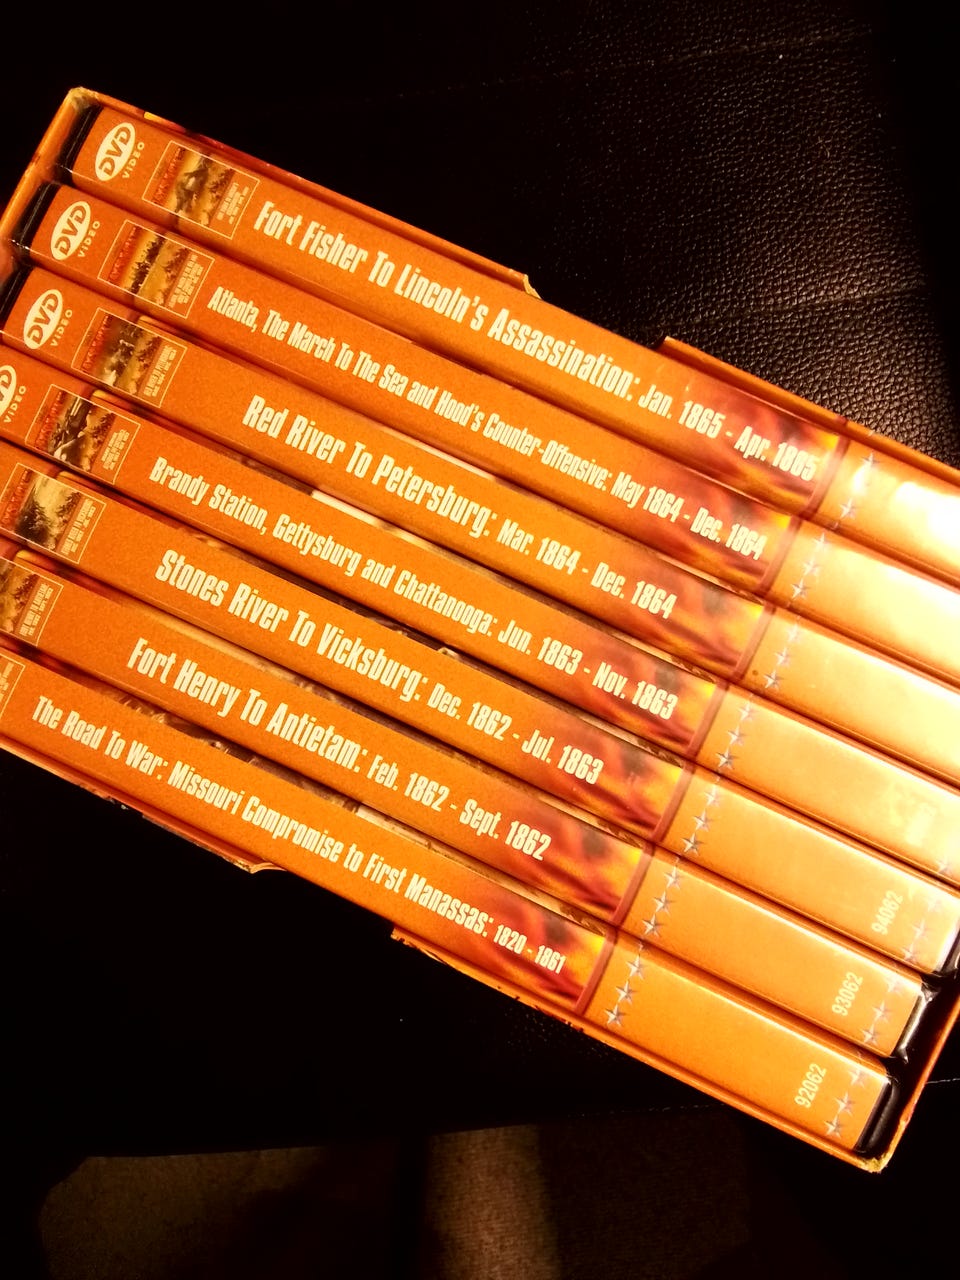 DVD
VIDEO
Fort Fisher To Lincoln's Assassination: Jan. 1865 - Apr. 1865
DVD
VIDEO
Atlanta, The March To The Sea and Hood's Counter-Offensive: May 1864 - Dec. 1864
DVD
VIDEO
Red River To Petersburg: Mar. 1864 - Dec. 1864
DVD
VIDEO
Brandy Station, Gettysburg and Chattanooga: Jun. 1863 - Nov. 1863
Stones River To Vicksburg: Dec. 1862 - Jul. 1863
94062
Fort Henry To Antietam: Feb. 1862 - Sept. 1862
93062
The Road To War: Missouri Compromise to First Manassas: 1820 - 1861
92062